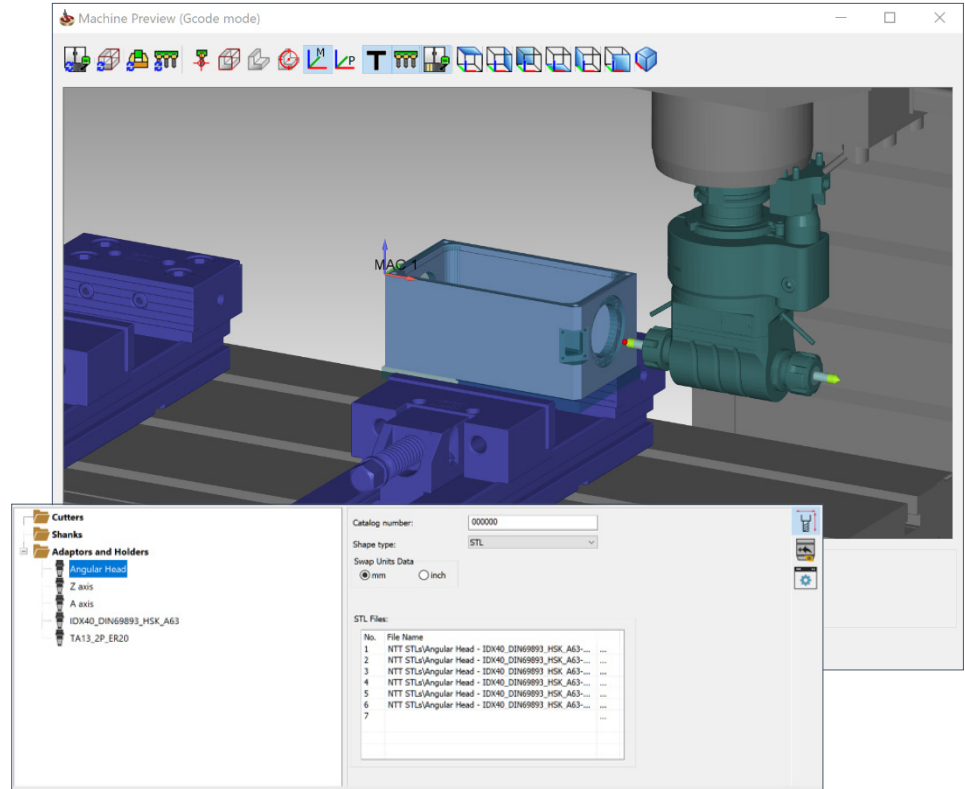 Machine Preview (Gcode mode)
M
P
T
MAC 1
Cutters
Shanks
Adaptors and Holders
Angular Head
Z axis
A axis
IDX40_DIN69893_HSK_A63
TA13_2P_ER20
Catalog number: 000000
Shape type: STL
Swap Units Data
mm inch
STL Files:
No. File Name
1 NTT STLs\Angular Head - IDX40_DIN69893_HSK_A63-... ...
2 NTT STLs\Angular Head - IDX40_DIN69893_HSK_A63-... ...
3 NTT STLs\Angular Head - IDX40_DIN69893_HSK_A63-... ...
4 NTT STLs\Angular Head - IDX40_DIN69893_HSK_A63-... ...
5 NTT STLs\Angular Head - IDX40_DIN69893_HSK_A63-... ...
6 NTT STLs\Angular Head - IDX40_DIN69893_HSK_A63-... ...
7 ...